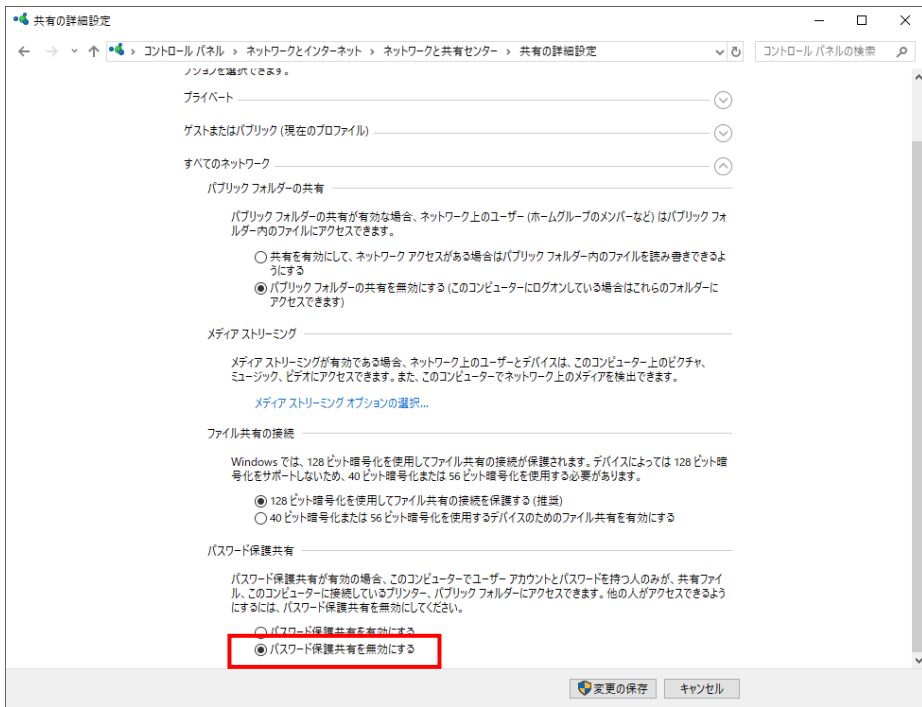 共有の詳細設定
コントロール パネル › ネットワークとインターネット › ネットワークと共有センター › 共有の詳細設定
コントロール パネルの検索
プションを選択できます。
プライベート
ゲストまたはパブリック (現在のプロファイル)
すべてのネットワーク
パブリック フォルダーの共有
パブリック フォルダーの共有が有効な場合、ネットワーク上のユーザー (ホームグループのメンバーなど) はパブリック フォ
ルダー内のファイルにアクセスできます。
共有を有効にして、ネットワーク アクセスがある場合はパブリック フォルダー内のファイルを読み書きできるよ
うにする
パブリック フォルダーの共有を無効にする (このコンピューターにログオンしている場合はこれらのフォルダーに
アクセスできます)
メディア ストリーミング
メディア ストリーミングが有効である場合、ネットワーク上のユーザーとデバイスは、このコンピューター上のピクチャ、
ミュージック、ビデオにアクセスできます。また、このコンピューターでネットワーク上のメディアを検出できます。
メディア ストリーミング オプションの選択...
ファイル共有の接続
Windows では、128 ビット暗号化を使用してファイル共有の接続が保護されます。デバイスによっては 128 ビット暗
号化をサポートしないため、40 ビット暗号化または 56 ビット暗号化を使用する必要があります。
128 ビット暗号化を使用してファイル共有の接続を保護する (推奨)
40 ビット暗号化または 56 ビット暗号化を使用するデバイスのためのファイル共有を有効にする
パスワード保護共有
パスワード保護共有が有効の場合、このコンピューターでユーザー アカウントとパスワードを持つ人のみが、共有ファイ
ル、このコンピューターに接続しているプリンター、パブリック フォルダーにアクセスできます。他の人がアクセスできるよう
にするには、パスワード保護共有を無効にしてください。
パスワード保護共有を有効にする
パスワード保護共有を無効にする
変更の保存
キャンセル